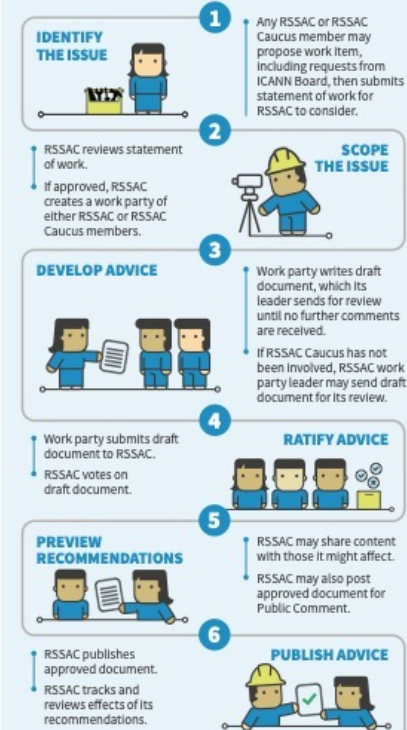 1
IDENTIFY
THE ISSUE
Any RSSAC or RSSAC
Caucus member may
propose work item,
including requests from
ICANN Board, then submits
statement of work for
RSSAC to consider.
2
RSSAC reviews statement
of work.
If approved, RSSAC
creates a work party of
either RSSAC or RSSAC
Caucus members.
SCOPE
THE ISSUE
3
DEVELOP ADVICE
Work party writes draft
document, which its
leader sends for review
until no further comments
are received.
If RSSAC Caucus has not
been involved, RSSAC work
party leader may send draft
document for its review.
4
Work party submits draft
document to RSSAC.
RSSAC votes on
draft document.
RATIFY ADVICE
5
PREVIEW
RECOMMENDATIONS
RSSAC may share content
with those it might affect.
RSSAC may also post
approved document for
Public Comment.
6
RSSAC publishes
approved document.
RSSAC tracks and
reviews effects of its
recommendations.
PUBLISH ADVICE